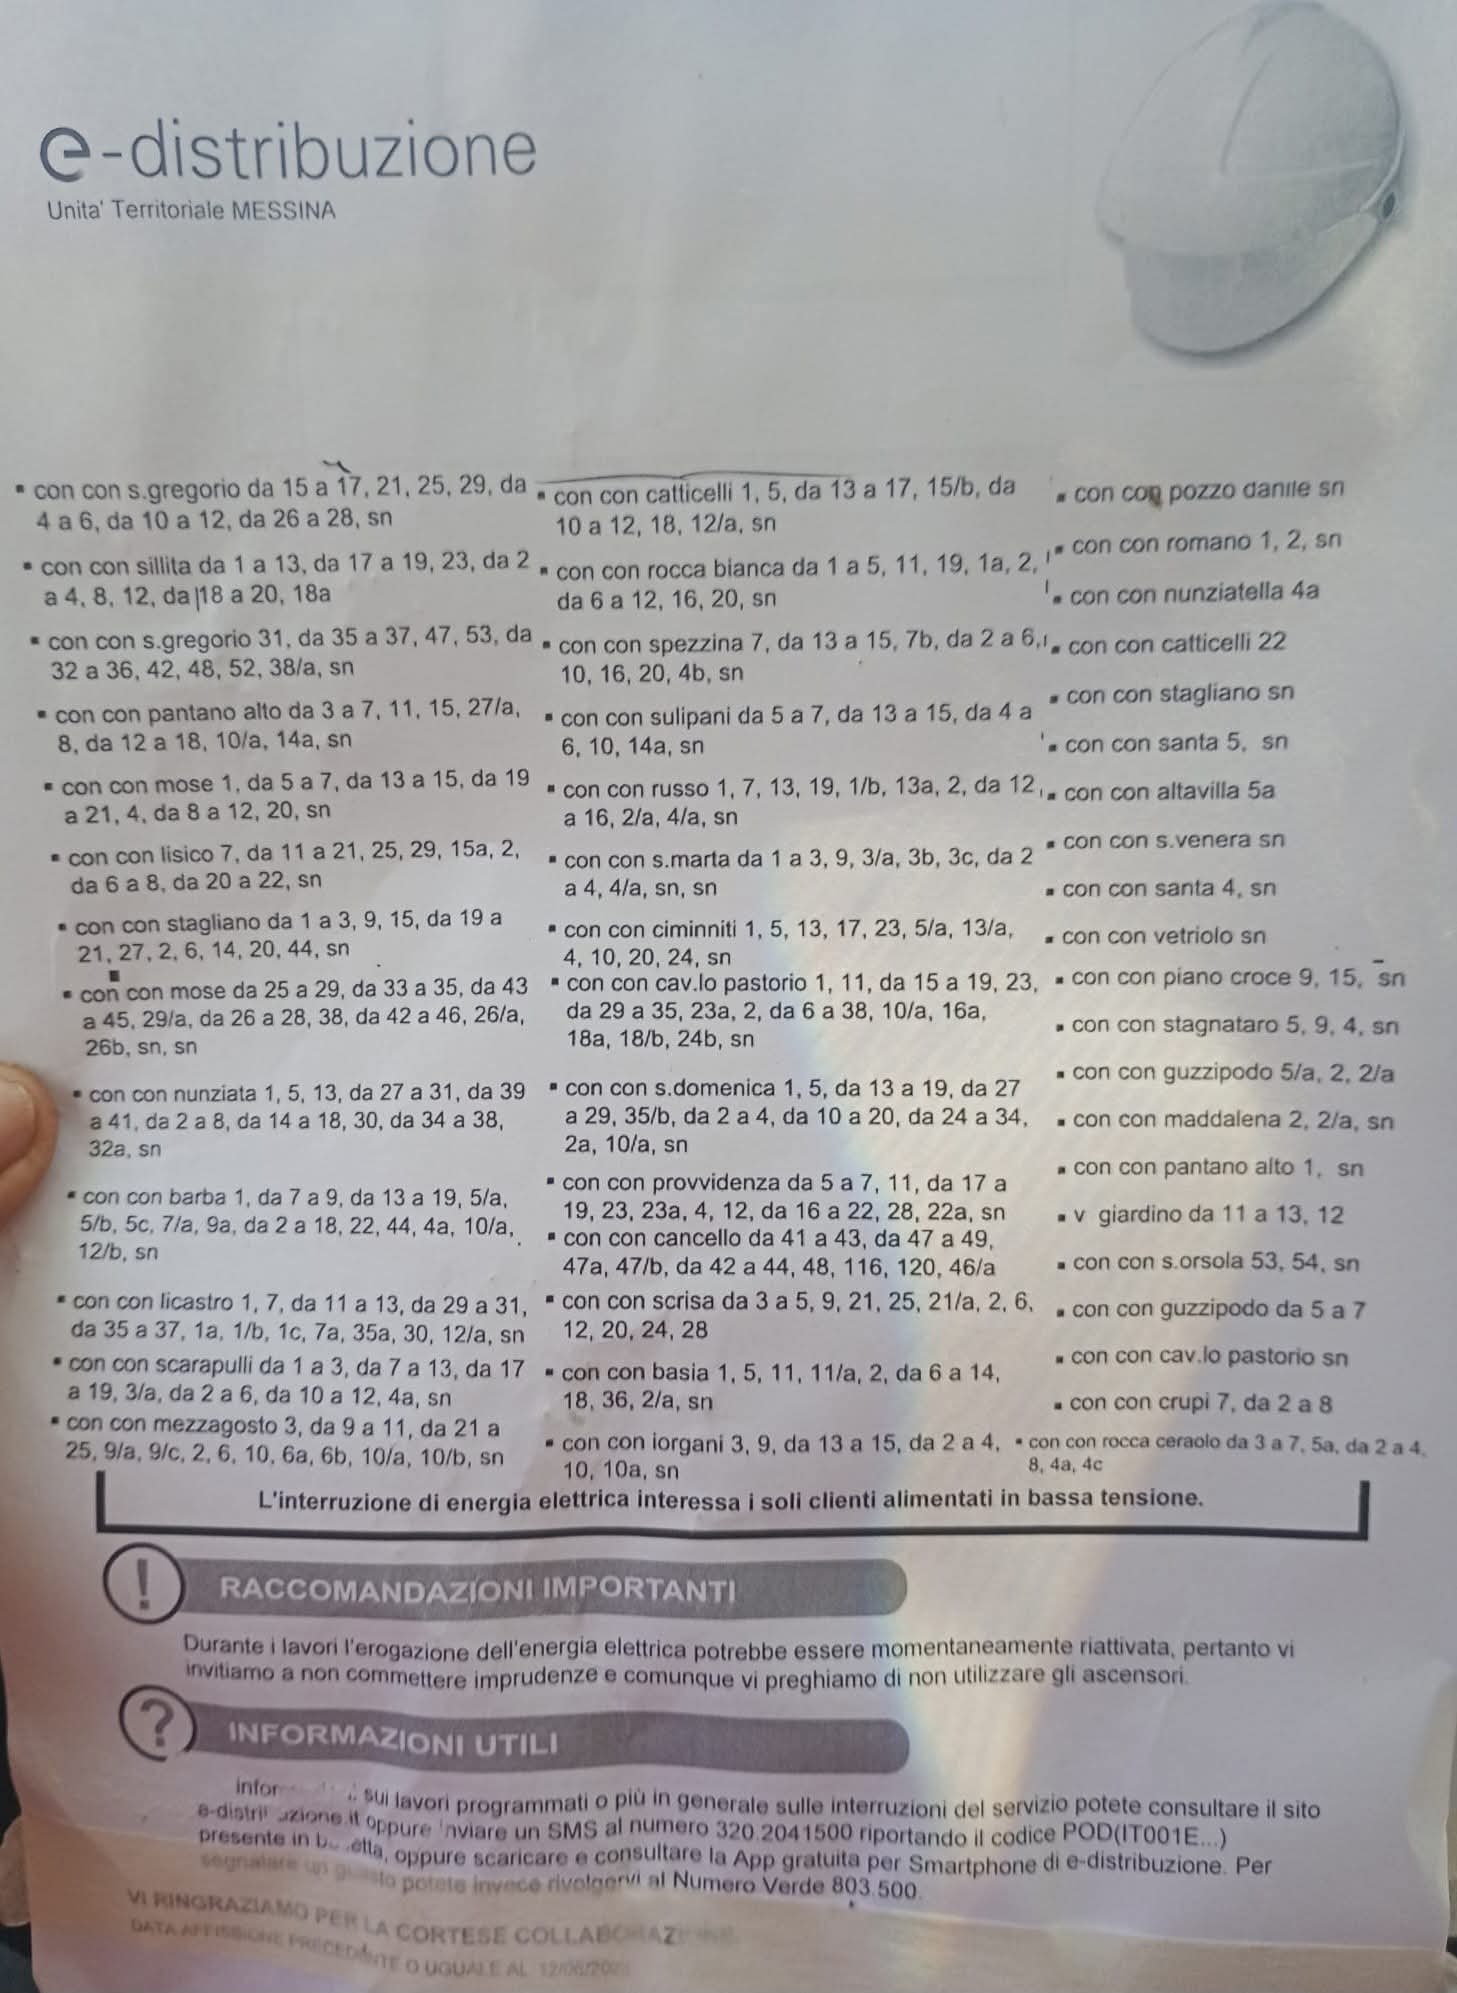 e-distribuzione
Unita' Territoriale MESSINA
▪ con con s.gregorio da 15 a 17, 21, 25, 29, da
4 a 6, da 10 a 12, da 26 a 28, sn
▪ con con sillita da 1 a 13, da 17 a 19, 23, da 2
a 4, 8, 12, da 18 a 20, 18a
▪ con con s.gregorio 31, da 35 a 37, 47, 53, da
32 a 36, 42, 48, 52, 38/a, sn
▪ con con pantano alto da 3 a 7, 11, 15, 27/a,
8, da 12 a 18, 10/a, 14a, sn
▪ con con mose 1, da 5 a 7, da 13 a 15, da 19
a 21, 4, da 8 a 12, 20, sn
▪ con con lisico 7, da 11 a 21, 25, 29, 15a, 2,
da 6 a 8, da 20 a 22, sn
▪ con con stagliano da 1 a 3, 9, 15, da 19 a
21, 27, 2, 6, 14, 20, 44, sn
▪ con con mose da 25 a 29, da 33 a 35, da 43
a 45, 29/a, da 26 a 28, 38, da 42 a 46, 26/a,
26b, sn, sn
▪ con con nunziata 1, 5, 13, da 27 a 31, da 39
a 41, da 2 a 8, da 14 a 18, 30, da 34 a 38,
32a, sn
▪ con con barba 1, da 7 a 9, da 13 a 19, 5/a,
5/b, 5c, 7/a, 9a, da 2 a 18, 22, 44, 4a, 10/a,
12/b, sn
▪ con con licastro 1, 7, da 11 a 13, da 29 a 31,
da 35 a 37, 1a, 1/b, 1c, 7a, 35a, 30, 12/a, sn
▪ con con scarapulli da 1 a 3, da 7 a 13, da 17
a 19, 3/a, da 2 a 6, da 10 a 12, 4a, sn
▪ con con mezzagosto 3, da 9 a 11, da 21 a
25, 9/a, 9/c, 2, 6, 10, 6a, 6b, 10/a, 10/b, sn
▪ con con catticelli 1, 5, da 13 a 17, 15/b, da
10 a 12, 18, 12/a, sn
▪ con con rocca bianca da 1 a 5, 11, 19, 1a, 2,
da 6 a 12, 16, 20, sn
▪ con con spezzina 7, da 13 a 15, 7b, da 2 a 6,
10, 16, 20, 4b, sn
▪ con con sulipani da 5 a 7, da 13 a 15, da 4 a
6, 10, 14a, sn
▪ con con russo 1, 7, 13, 19, 1/b, 13a, 2, da 12
a 16, 2/a, 4/a, sn
▪ con con s.marta da 1 a 3, 9, 3/a, 3b, 3c, da 2
a 4, 4/a, sn, sn
▪ con con ciminniti 1, 5, 13, 17, 23, 5/a, 13/a,
4, 10, 20, 24, sn
▪ con con cav.lo pastorio 1, 11, da 15 a 19, 23,
da 29 a 35, 23a, 2, da 6 a 38, 10/a, 16a,
18a, 18/b, 24b, sn
▪ con con s.domenica 1, 5, da 13 a 19, da 27
a 29, 35/b, da 2 a 4, da 10 a 20, da 24 a 34,
2a, 10/a, sn
▪ con con provvidenza da 5 a 7, 11, da 17 a
19, 23, 23a, 4, 12, da 16 a 22, 28, 22a, sn
▪ con con cancello da 41 a 43, da 47 a 49,
47a, 47/b, da 42 a 44, 48, 116, 120, 46/a
▪ con con scrisa da 3 a 5, 9, 21, 25, 21/a, 2, 6,
12, 20, 24, 28
▪ con con basia 1, 5, 11, 11/a, 2, da 6 a 14,
18, 36, 2/a, sn
▪ con con iorgani 3, 9, da 13 a 15, da 2 a 4,
10, 10a, sn
▪ con con pozzo danile sn
▪ con con romano 1, 2, sn
▪ con con nunziatella 4a
▪ con con catticelli 22
▪ con con stagliano sn
▪ con con santa 5, sn
▪ con con altavilla 5a
▪ con con s.venera sn
▪ con con santa 4, sn
▪ con con vetriolo sn
▪ con con piano croce 9, 15, sn
▪ con con stagnataro 5, 9, 4, sn
▪ con con guzzipodo 5/a, 2, 2/a
▪ con con maddalena 2, 2/a, sn
▪ con con pantano alto 1, sn
▪ v giardino da 11 a 13, 12
▪ con con s.orsola 53, 54, sn
▪ con con guzzipodo da 5 a 7
▪ con con cav.lo pastorio sn
▪ con con crupi 7, da 2 a 8
▪ con con rocca ceraolo da 3 a 7, 5a, da 2 a 4,
8, 4a, 4c
L'interruzione di energia elettrica interessa i soli clienti alimentati in bassa tensione.
! RACCOMANDAZIONI IMPORTANTI
Durante i lavori l'erogazione dell'energia elettrica potrebbe essere momentaneamente riattivata, pertanto vi
invitiamo a non commettere imprudenze e comunque vi preghiamo di non utilizzare gli ascensori.
? INFORMAZIONI UTILI
sui lavori programmati o più in generale sulle interruzioni del servizio potete consultare il sito
oppure inviare un SMS al numero 320.2041500 riportando il codice POD(IT001E...)
presente in oppure scaricare e consultare la App gratuita per Smartphone di e-distribuzione. Per
segnalare un guasto potete invece rivolgervi al Numero Verde 803.500.
VI RINGRAZIAMO PER LA CORTESE
DATA AFFISSIONE PRECEDENTE O UGUALE AL